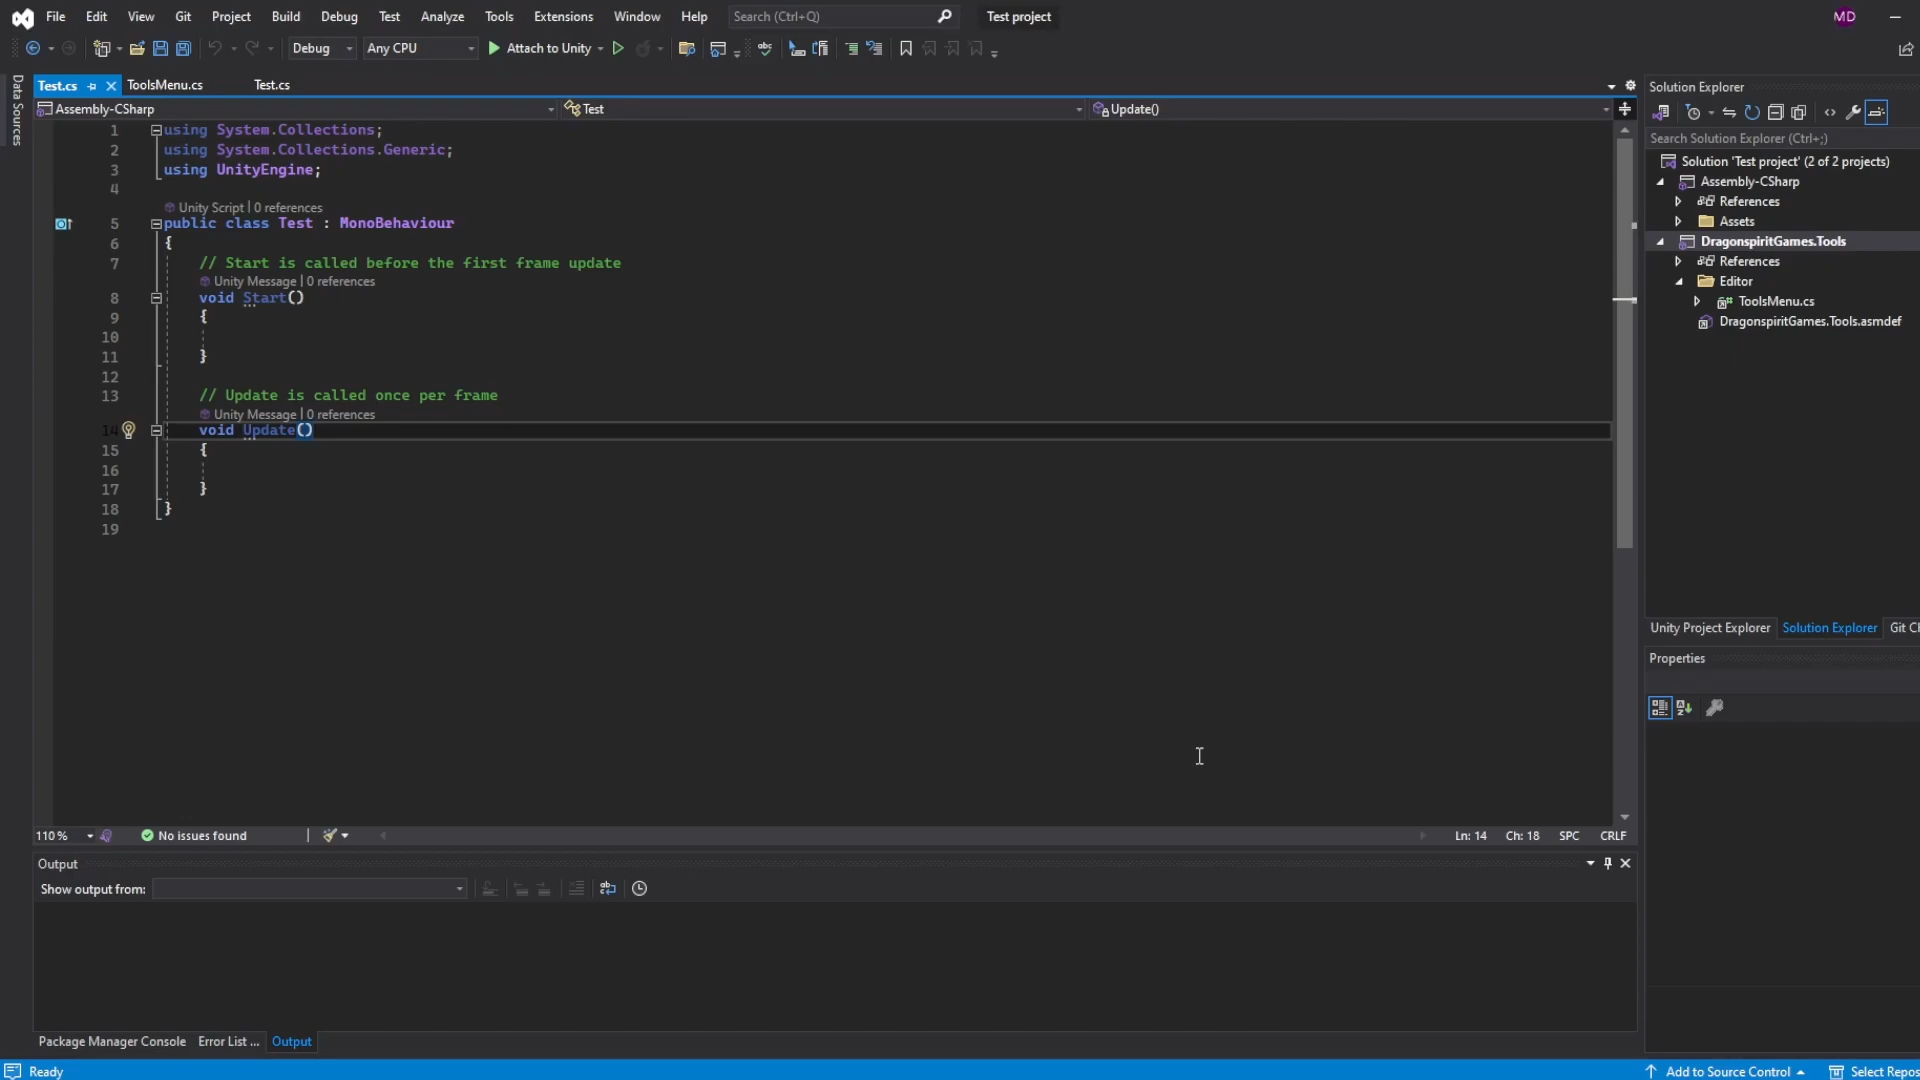 File Edit View Git Project Build Debug Test Analyze Tools Extensions Window Help Search (Ctrl+Q) Test project MD
Debug Any CPU Attach to Unity
Test.cs ToolsMenu.cs Test.cs
Assembly-CSharp Test Update()
Data Sources
1 using System.Collections;
2 using System.Collections.Generic;
3 using UnityEngine;
4
Unity Script | 0 references
5 public class Test : MonoBehaviour
6 {
7 // Start is called before the first frame update
Unity Message | 0 references
8 void Start()
9 {
10
11 }
12
13 // Update is called once per frame
Unity Message | 0 references
14 void Update()
15 {
16
17 }
18 }
19
110 % No issues found Ln: 14 Ch: 18 SPC CRLF
Output
Show output from:
Package Manager Console Error List ... Output
Solution Explorer
Search Solution Explorer (Ctrl+;)
Solution 'Test project' (2 of 2 projects)
Assembly-CSharp
References
Assets
DragonspiritGames.Tools
References
Editor
ToolsMenu.cs
DragonspiritGames.Tools.asmdef
Unity Project Explorer Solution Explorer Git Ch
Properties
Ready Add to Source Control Select Repos